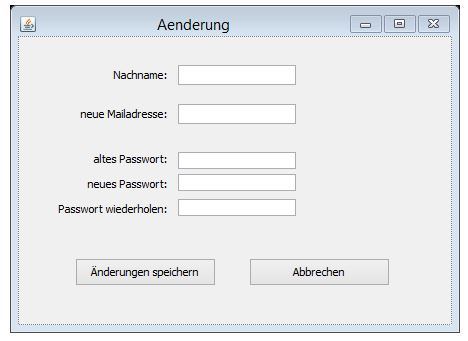 Aenderung
Nachname:
neue Mailadresse:
altes Passwort:
neues Passwort:
Passwort wiederholen:
Änderungen speichern
Abbrechen